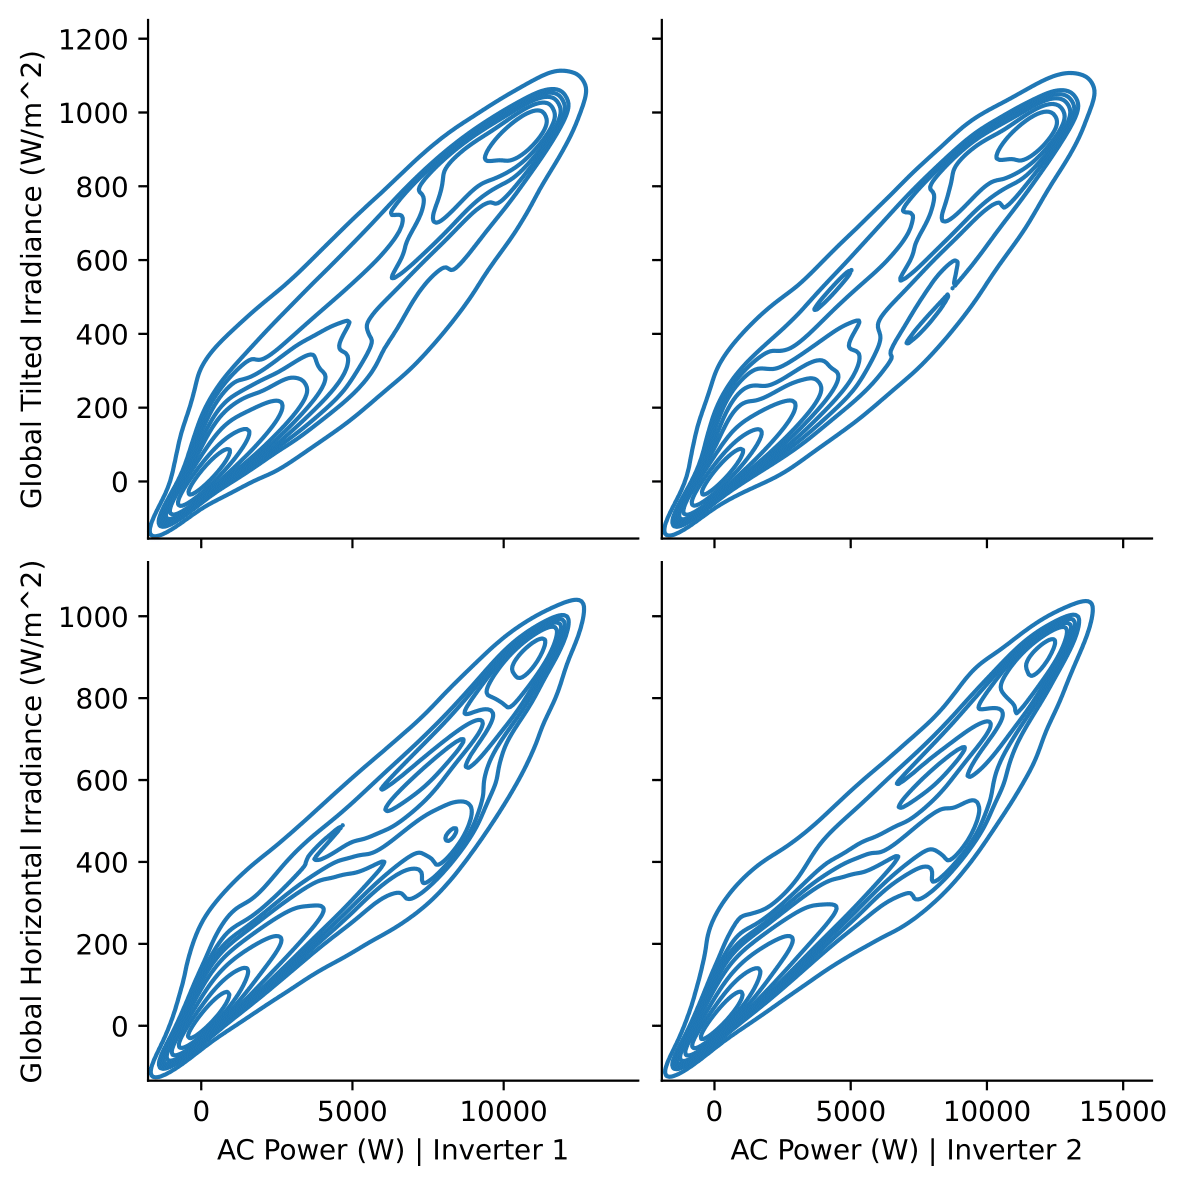 Global Tilted Irradiance (W/m^2)
1200
1000
800
600
400
200
0
Global Horizontal Irradiance (W/m^2)
1000
800
600
400
200
0
0 5000 10000
AC Power (W) | Inverter 1
0 5000 10000 15000
AC Power (W) | Inverter 2